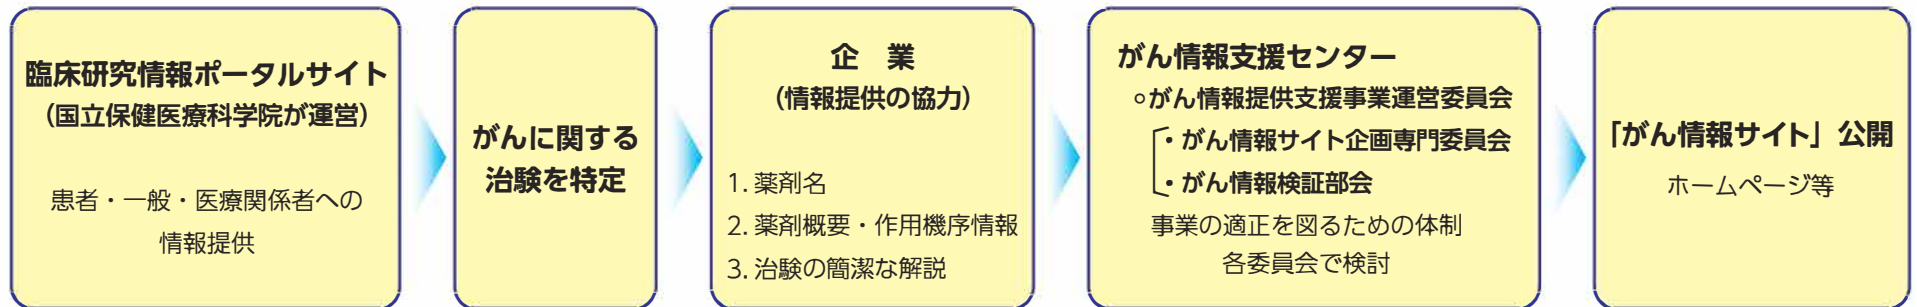 臨床研究情報ポータルサイト
（国立保健医療科学院が運営）
患者・一般・医療関係者への
情報提供
がんに関する
治験を特定
企　業
（情報提供の協力）
1. 薬剤名
2. 薬剤概要・作用機序情報
3. 治験の簡潔な解説
がん情報支援センター
○がん情報提供支援事業運営委員会
・がん情報サイト企画専門委員会
・がん情報検証部会
事業の適正を図るための体制
各委員会で検討
「がん情報サイト」公開
ホームページ等